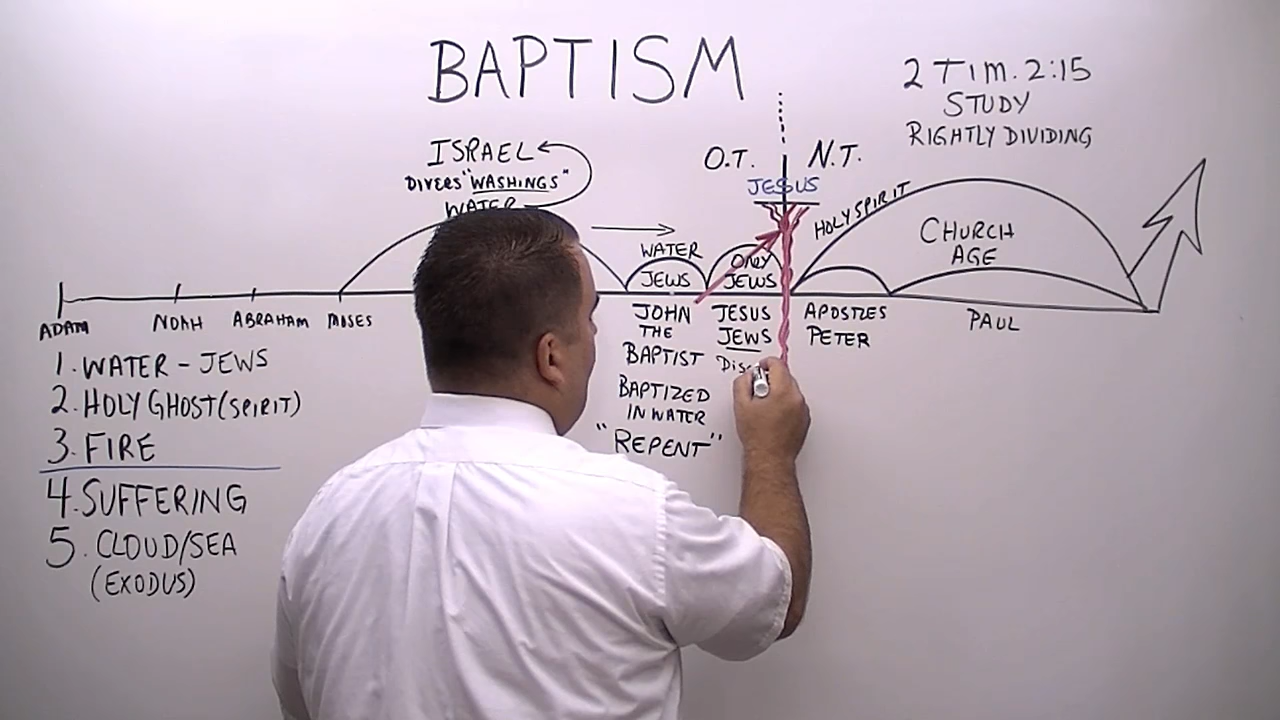 BAPTISM
2 TIM. 2:15
STUDY
RIGHTLY DIVIDING
ISRAEL
DIVERS "WASHINGS"
WATER
O.T. N.T.
JESUS
HOLY SPIRIT
CHURCH
AGE
WATER
JEWS
ONLY
JEWS
ADAM NOAH ABRAHAM MOSES
JOHN
THE
BAPTIST
BAPTIZED
IN WATER
"REPENT"
JESUS
JEWS
APOSTLES
PETER
PAUL
1. WATER - JEWS
2. HOLY GHOST (SPIRIT)
3. FIRE
4. SUFFERING
5. CLOUD/SEA
(EXODUS)